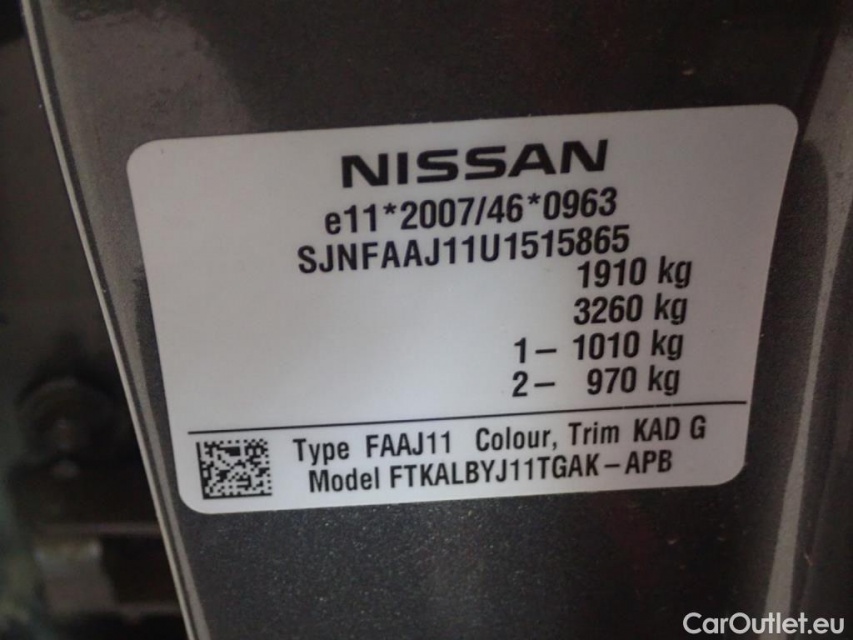 NISSAN
e11*2007/46*0963
SJNFAAJ11U1515865
1910 kg
3260 kg
1– 1010 kg
2– 970 kg
Type FAAJ11 Colour, Trim KAD G
Model FTKALBYJ11TGAK–APB
CarOutlet.eu